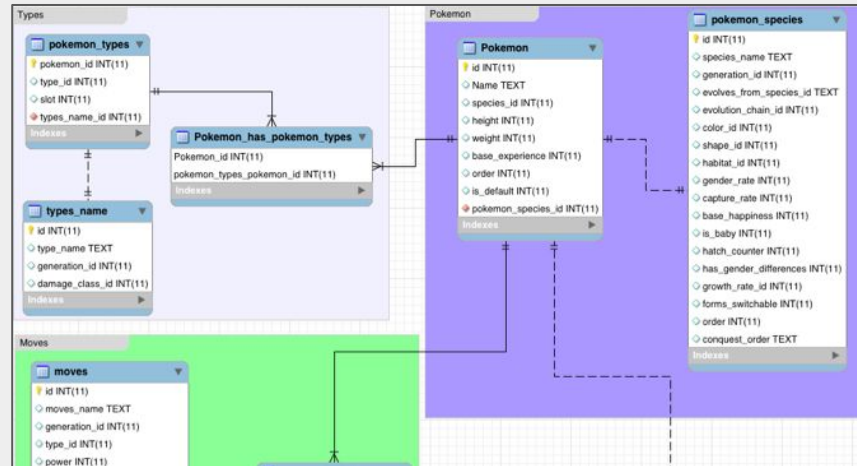 Types
pokemon_types
pokemon_id INT(11)
type_id INT(11)
slot INT(11)
types_name_id INT(11)
Indexes
Pokemon_has_pokemon_types
Pokemon_id INT(11)
pokemon_types_pokemon_id INT(11)
Indexes
types_name
id INT(11)
type_name TEXT
generation_id INT(11)
damage_class_id INT(11)
Indexes
Pokemon
Pokemon
id INT(11)
Name TEXT
species_id INT(11)
height INT(11)
weight INT(11)
base_experience INT(11)
order INT(11)
is_default INT(11)
pokemon_species_id INT(11)
Indexes
pokemon_species
id INT(11)
species_name TEXT
generation_id INT(11)
evolves_from_species_id TEXT
evolution_chain_id INT(11)
color_id INT(11)
shape_id INT(11)
habitat_id INT(11)
gender_rate INT(11)
capture_rate INT(11)
base_happiness INT(11)
is_baby INT(11)
hatch_counter INT(11)
has_gender_differences INT(11)
growth_rate_id INT(11)
forms_switchable INT(11)
order INT(11)
conquest_order TEXT
Indexes
Moves
moves
id INT(11)
moves_name TEXT
generation_id INT(11)
type_id INT(11)
power INT(11)